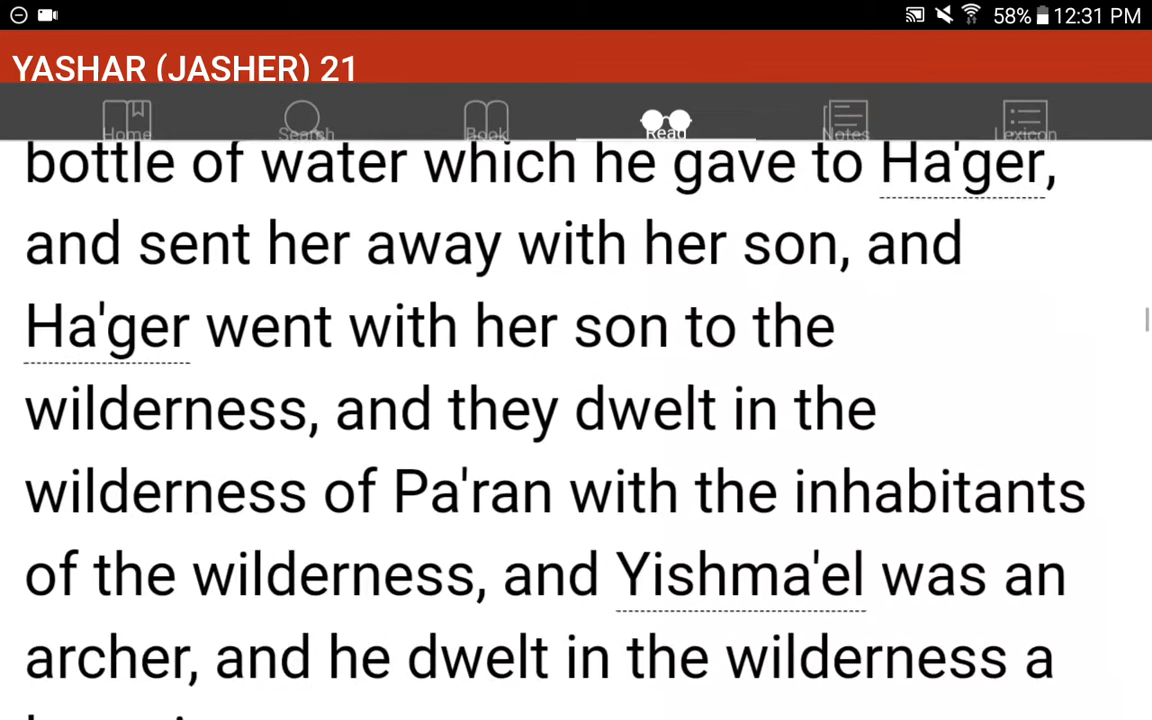 58% 12:31 PM
YASHAR (JASHER) 21
Home Search Book Read Notes Lexicon
bottle of water which he gave to Ha'ger,
and sent her away with her son, and
Ha'ger went with her son to the
wilderness, and they dwelt in the
wilderness of Pa'ran with the inhabitants
of the wilderness, and Yishma'el was an
archer, and he dwelt in the wilderness a